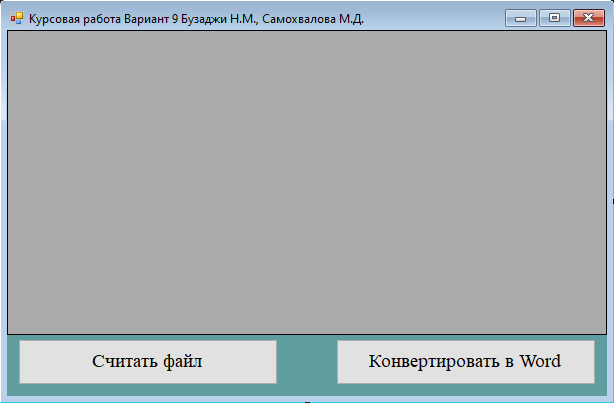 Курсовая работа Вариант 9 Бузаджи Н.М., Самохвалова М.Д.
Считать файл
Конвертировать в Word